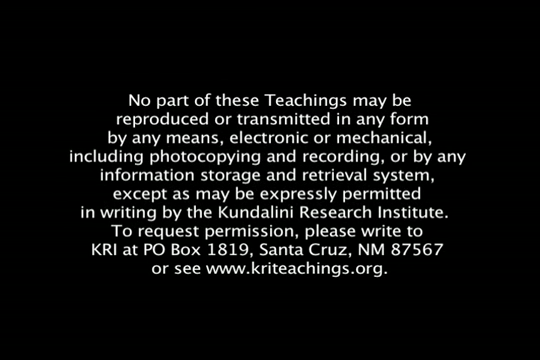 No part of these Teachings may be
reproduced or transmitted in any form
by any means, electronic or mechanical,
including photocopying and recording, or by any
information storage and retrieval system,
except as may be expressly permitted
in writing by the Kundalini Research Institute.
To request permission, please write to
KRI at PO Box 1819, Santa Cruz, NM 87567
or see www.kriteachings.org.